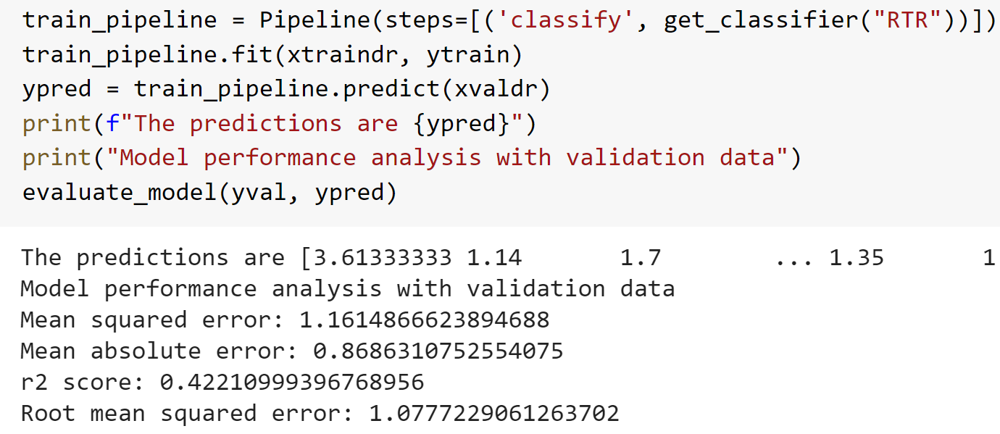 train_pipeline = Pipeline(steps=[('classify', get_classifier("RTR"))])
train_pipeline.fit(xtraindr, ytrain)
ypred = train_pipeline.predict(xvaldr)
print(f"The predictions are {ypred}")
print("Model performance analysis with validation data")
evaluate_model(yval, ypred)
The predictions are [3.61333333 1.14       1.7        ... 1.35       1
Model performance analysis with validation data
Mean squared error: 1.1614866623894688
Mean absolute error: 0.8686310752554075
r2 score: 0.42210999396768956
Root mean squared error: 1.0777229061263702